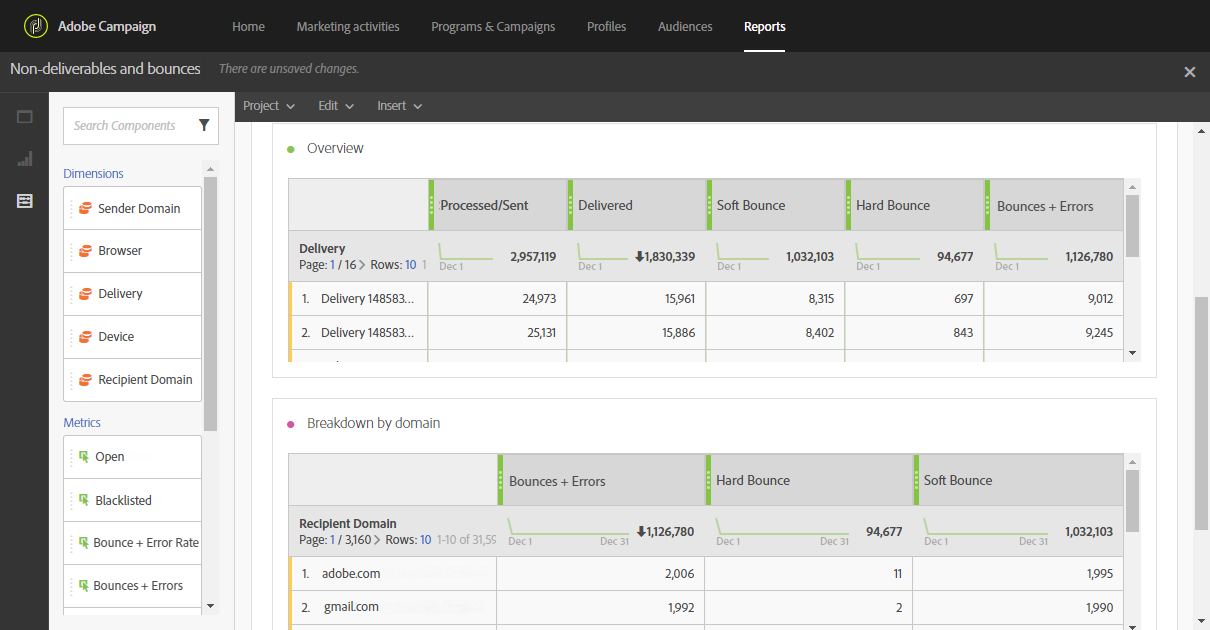 Adobe Campaign
Home
Marketing activities
Programs & Campaigns
Profiles
Audiences
Reports
Non-deliverables and bounces
There are unsaved changes.
Project
Edit
Insert
Search Components
Dimensions
Sender Domain
Browser
Delivery
Device
Recipient Domain
Metrics
Open
Blacklisted
Bounce + Error Rate
Bounces + Errors
Overview
Processed/Sent
Delivered
Soft Bounce
Hard Bounce
Bounces + Errors
Delivery
Page: 1 / 16 > Rows: 10 1
Dec 1
2,957,119
Dec 1
1,830,339
Dec 1
1,032,103
Dec 1
94,677
Dec 1
1,126,780
1. Delivery 148583... 24,973 15,961 8,315 697 9,012
2. Delivery 148583... 25,131 15,886 8,402 843 9,245
Breakdown by domain
Bounces + Errors
Hard Bounce
Soft Bounce
Recipient Domain
Page: 1 / 3,160 > Rows: 10 1-10 of 31,59
Dec 1 Dec 31
1,126,780
Dec 1 Dec 31
94,677
Dec 1 Dec 31
1,032,103
1. adobe.com 2,006 11 1,995
2. gmail.com 1,992 2 1,990